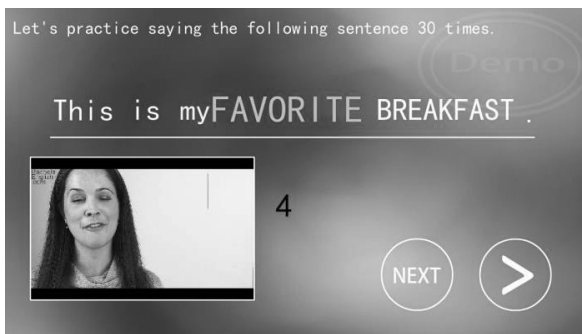 Let's practice saying the following sentence 30 times.
Demo
This is my FAVORITE BREAKFAST .
4
NEXT
>